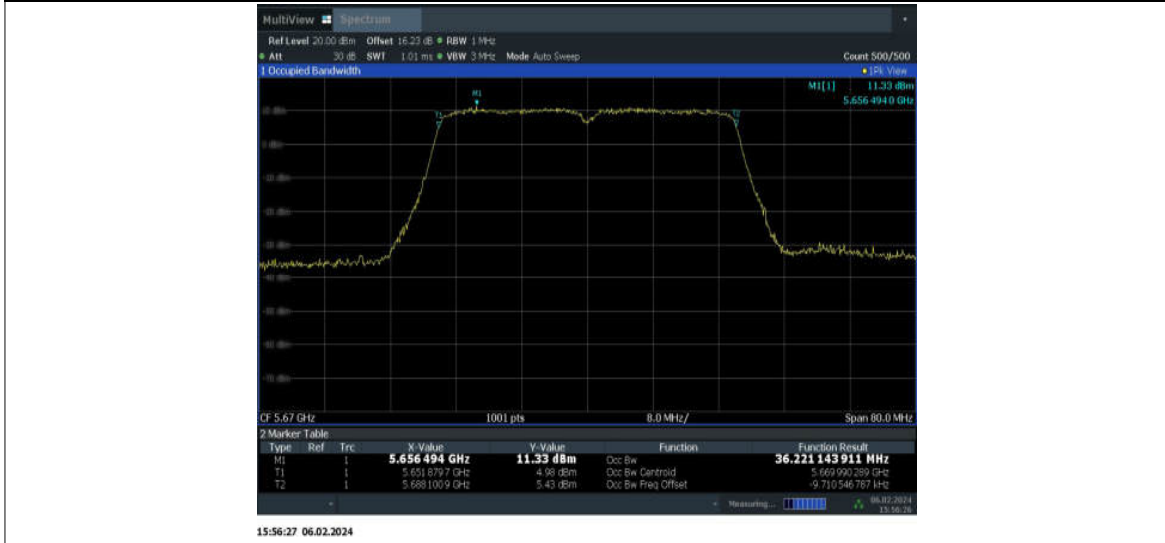 MultiView Spectrum
Ref Level 20.00 dBm Offset 16.23 dB RBW 1 MHz
Att 30 dB SWT 1.01 ms VBW 3 MHz Mode Auto Sweep Count 500/500
1 Occupied Bandwidth 1Pk View
M1[1] 11.33 dBm
5.656 494 0 GHz
M1
T1
T2
CF 5.67 GHz 1001 pts 8.0 MHz/ Span 80.0 MHz
2 Marker Table
Type Ref Trc X-Value Y-Value Function Function Result
M1 1 5.656 494 GHz 11.33 dBm Occ Bw 36.221 143 911 MHz
T1 1 5.651 879 7 GHz 4.98 dBm Occ Bw Centroid 5.669 990 289 GHz
T2 1 5.688 100 9 GHz 5.43 dBm Occ Bw Freq Offset -9.710 546 787 kHz
Measuring... 06.02.2024
15:56:26
15:56:27 06.02.2024